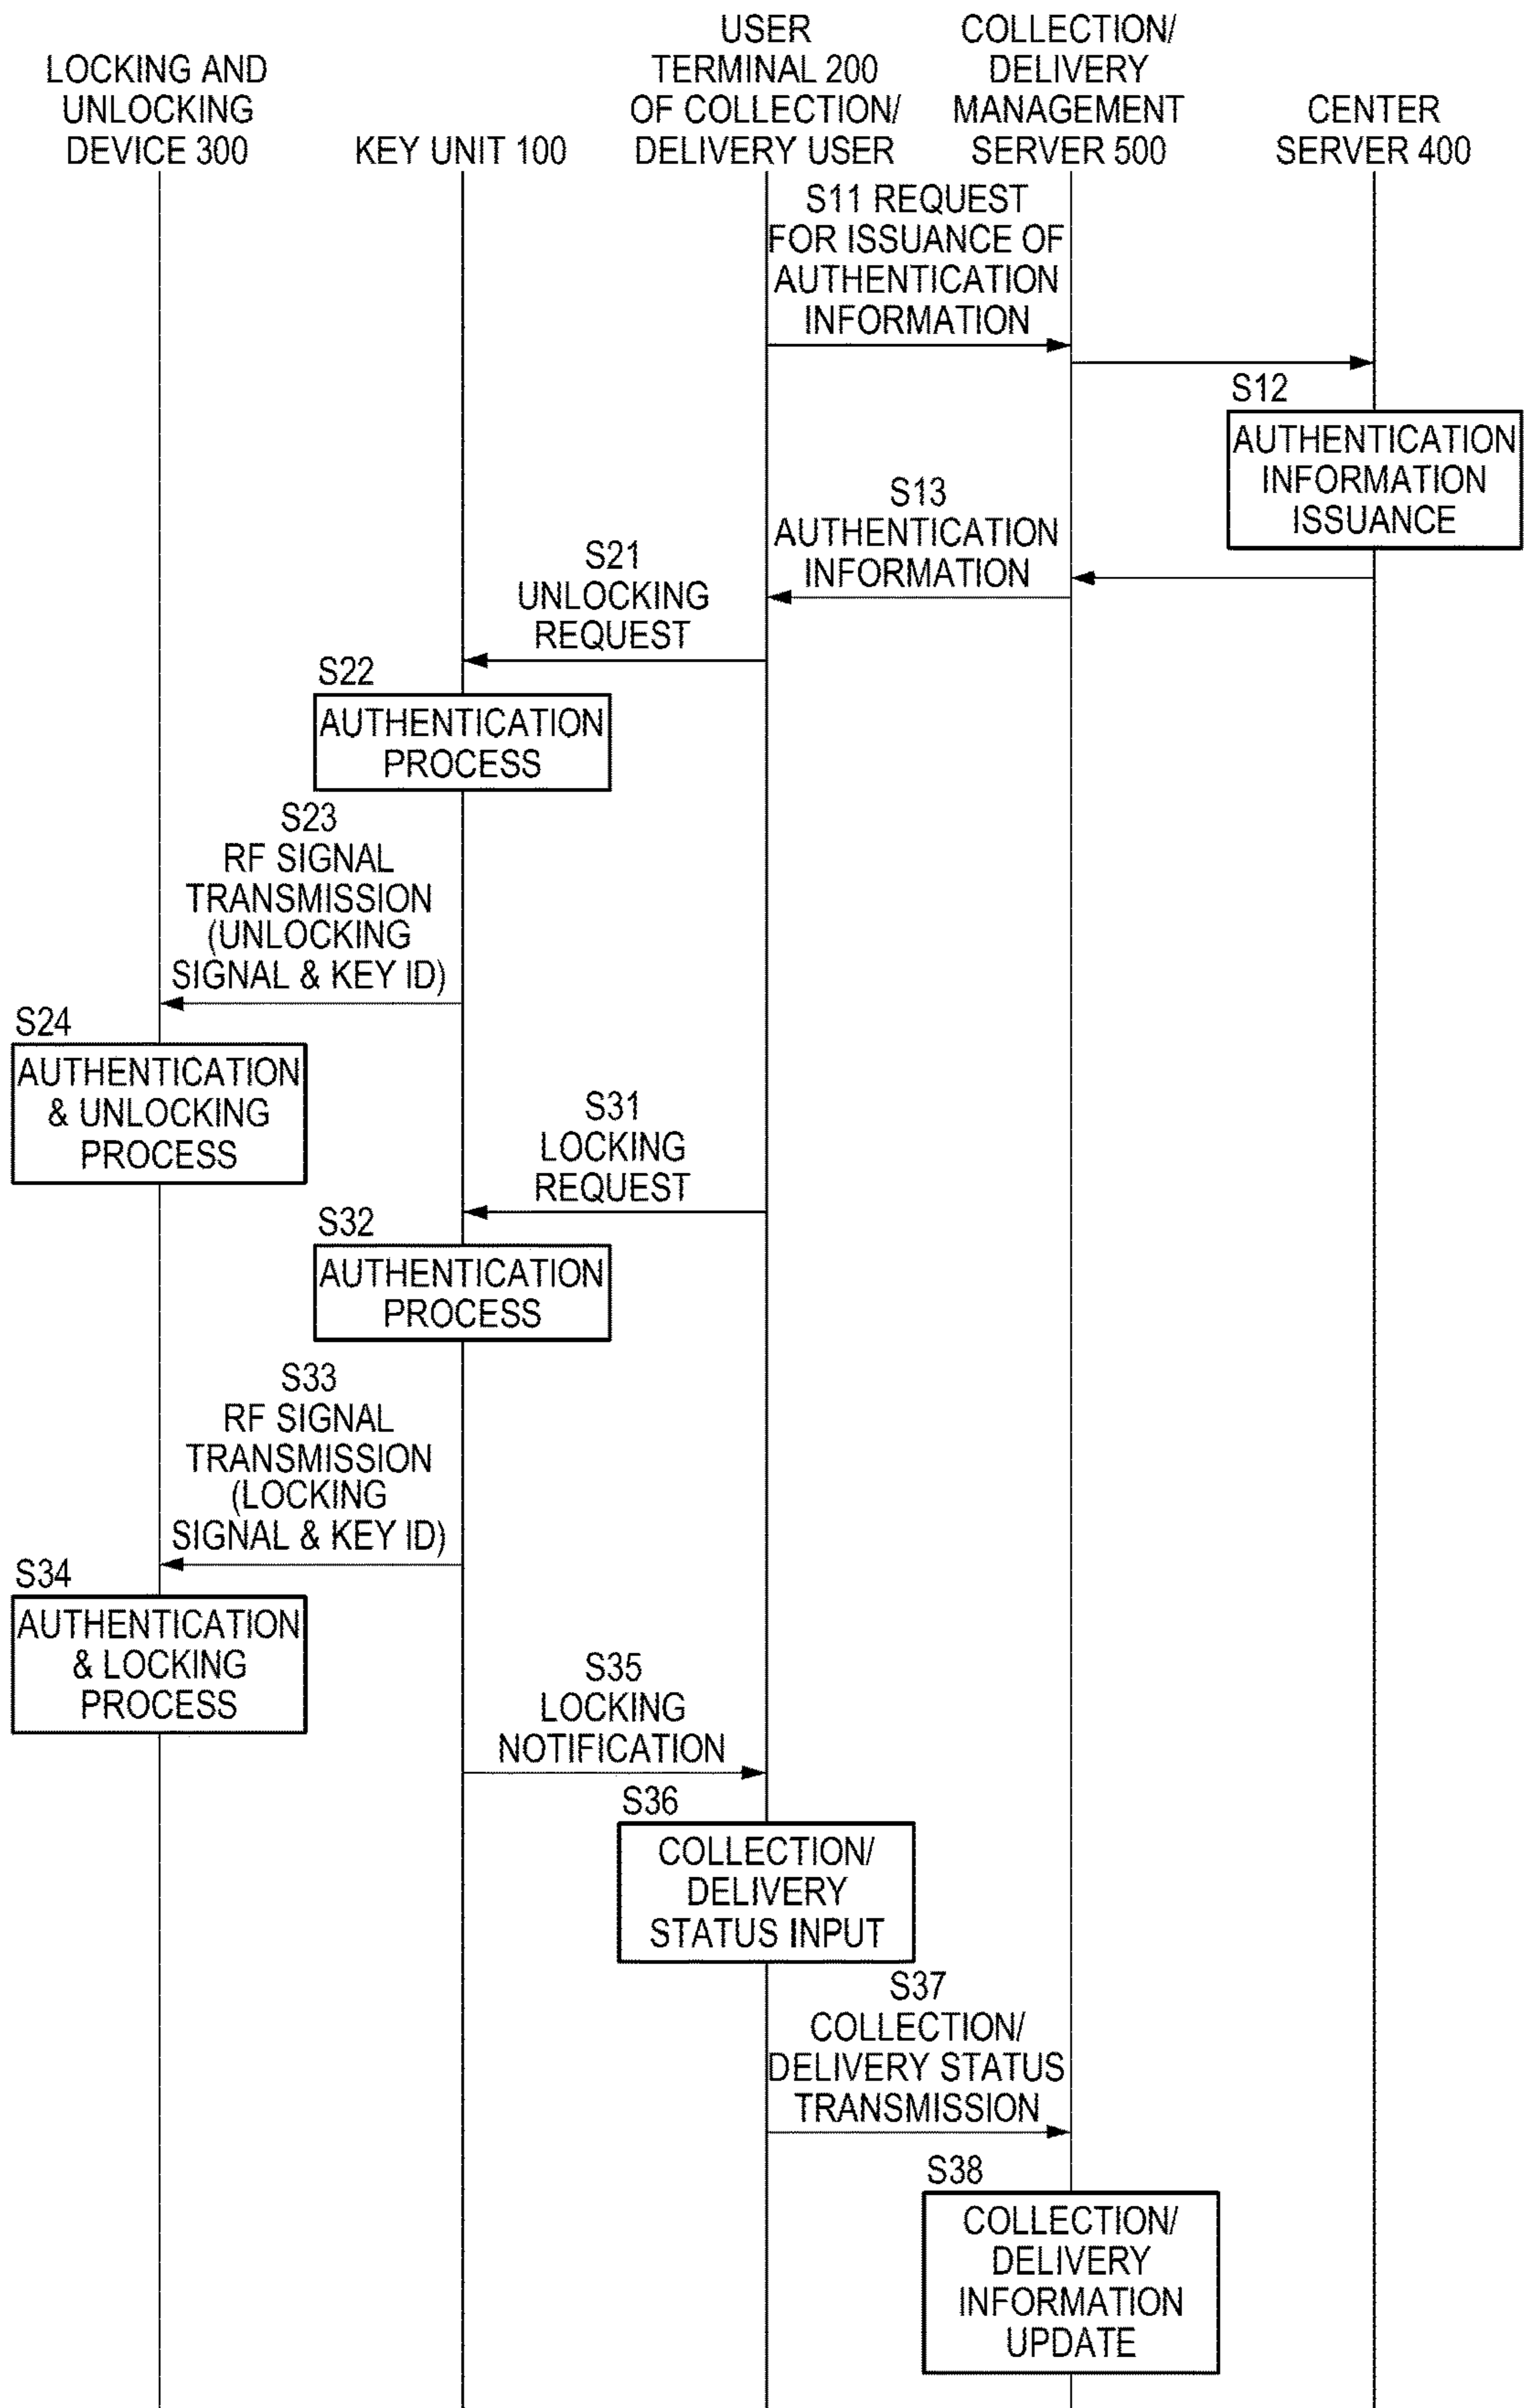 LOCKING AND
UNLOCKING
DEVICE 300
KEY UNIT 100
USER
TERMINAL 200
OF COLLECTION/
DELIVERY USER
COLLECTION/
DELIVERY
MANAGEMENT
SERVER 500
CENTER
SERVER 400
S11 REQUEST
FOR ISSUANCE OF
AUTHENTICATION
INFORMATION
S12
AUTHENTICATION
INFORMATION
ISSUANCE
S13
AUTHENTICATION
INFORMATION
S21
UNLOCKING
REQUEST
S22
AUTHENTICATION
PROCESS
S23
RF SIGNAL
TRANSMISSION
(UNLOCKING
SIGNAL & KEY ID)
S24
AUTHENTICATION
& UNLOCKING
PROCESS
S31
LOCKING
REQUEST
S32
AUTHENTICATION
PROCESS
S33
RF SIGNAL
TRANSMISSION
(LOCKING
SIGNAL & KEY ID)
S34
AUTHENTICATION
& LOCKING
PROCESS
S35
LOCKING
NOTIFICATION
S36
COLLECTION/
DELIVERY
STATUS INPUT
S37
COLLECTION/
DELIVERY STATUS
TRANSMISSION
S38
COLLECTION/
DELIVERY
INFORMATION
UPDATE